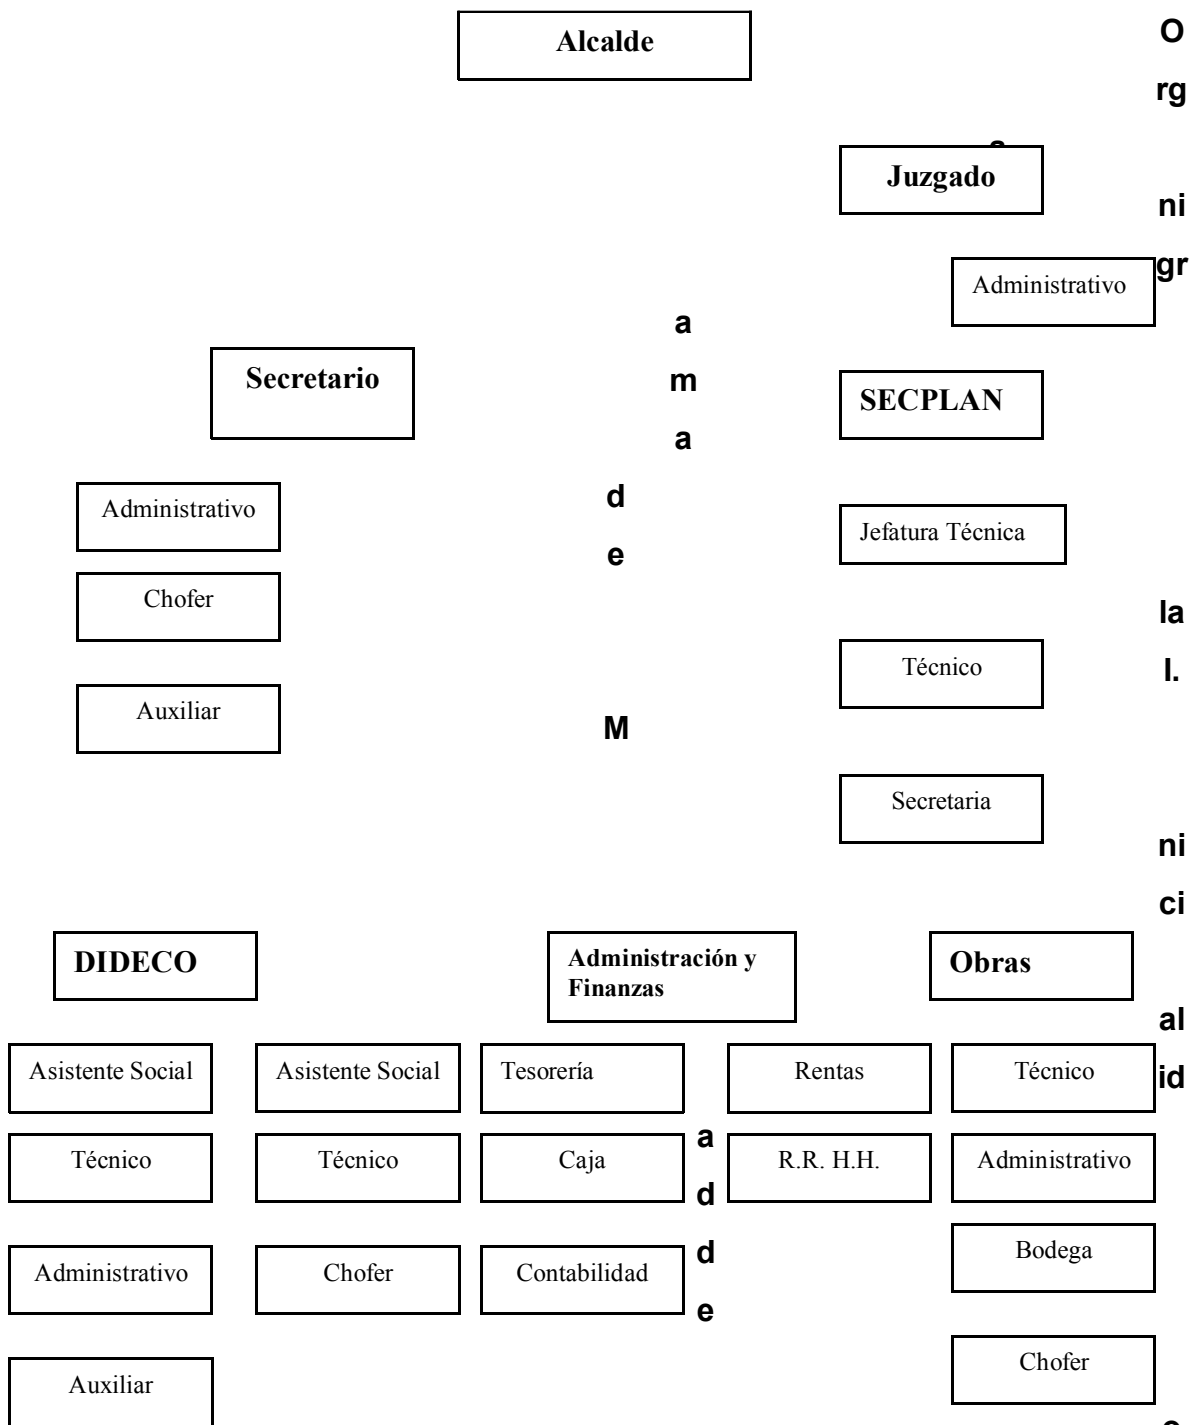 Alcalde
O
rg
Juzgado
ni
Administrativo
gr
a
Secretario
m
SECPLAN
a
Administrativo
d
Jefatura Técnica
e
Chofer
la
Técnico
I.
Auxiliar
M
Secretaria
ni
ci
DIDECO
Administración y
Finanzas
Obras
al
Asistente Social
Asistente Social
Tesorería
Rentas
Técnico
id
Técnico
Técnico
Caja
a
R.R. H.H.
Administrativo
d
Administrativo
Chofer
Contabilidad
d
Bodega
e
Auxiliar
Chofer